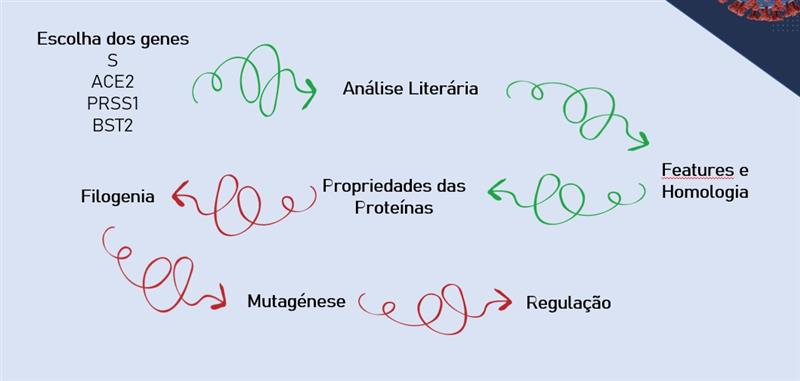 Escolha dos genes
S
ACE2
PRSS1
BST2
Análise Literária
Features e
Homologia
Propriedades das
Proteínas
Filogenia
Mutagénese
Regulação